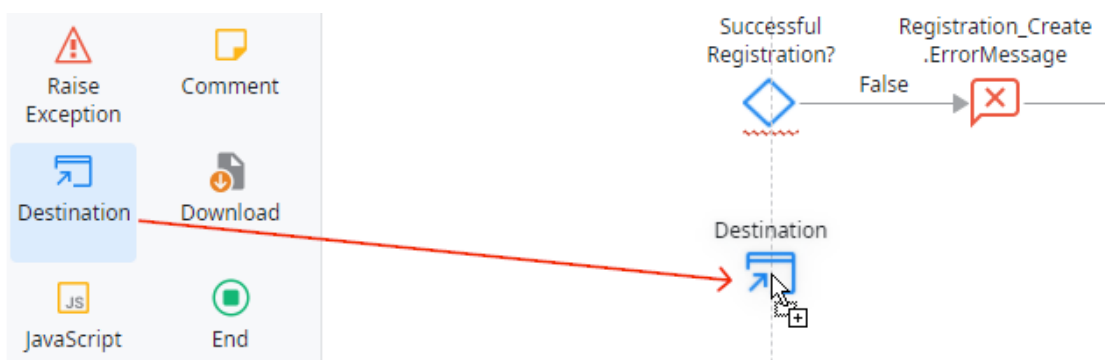 Raise
Exception
Comment
Destination
Download
JS
JavaScript
End
Successful
Registration?
Registration_Create
.ErrorMessage
False
Destination